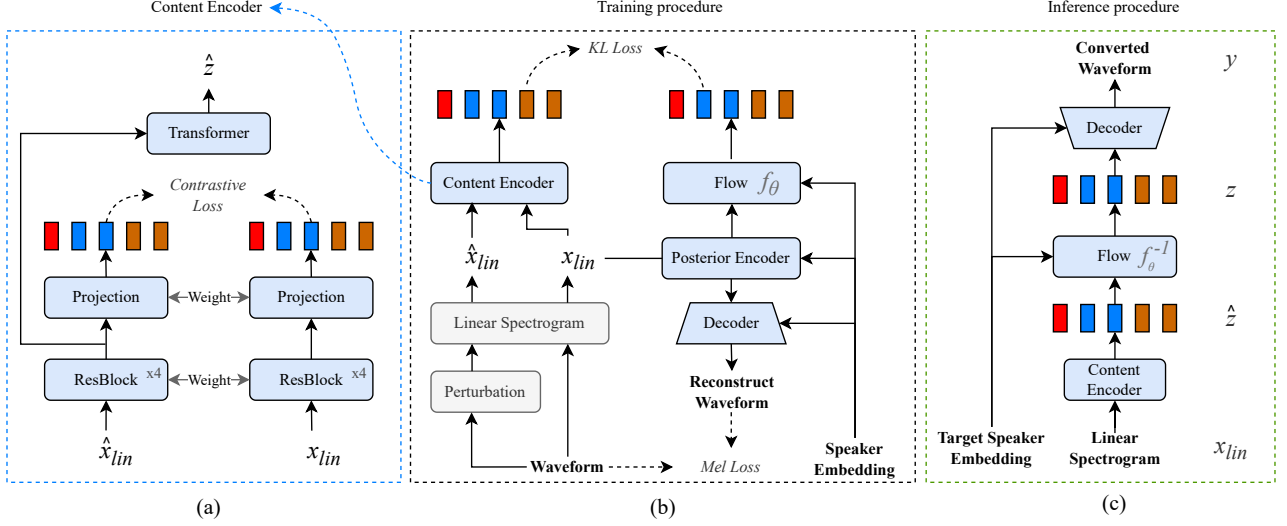 Content Encoder
Training procedure
Inference procedure
ẑ
Transformer
Contrastive
Loss
Projection
Weight
Projection
ResBlock x4
Weight
ResBlock x4
x̂lin
xlin
(a)
KL Loss
Content Encoder
Flow fθ
x̂lin
xlin
Posterior Encoder
Linear Spectrogram
Decoder
Perturbation
Reconstruct
Waveform
Waveform
Mel Loss
Speaker
Embedding
(b)
Converted
Waveform
y
Decoder
z
Flow fθ-1
ẑ
Content
Encoder
Target Speaker
Embedding
Linear
Spectrogram
xlin
(c)